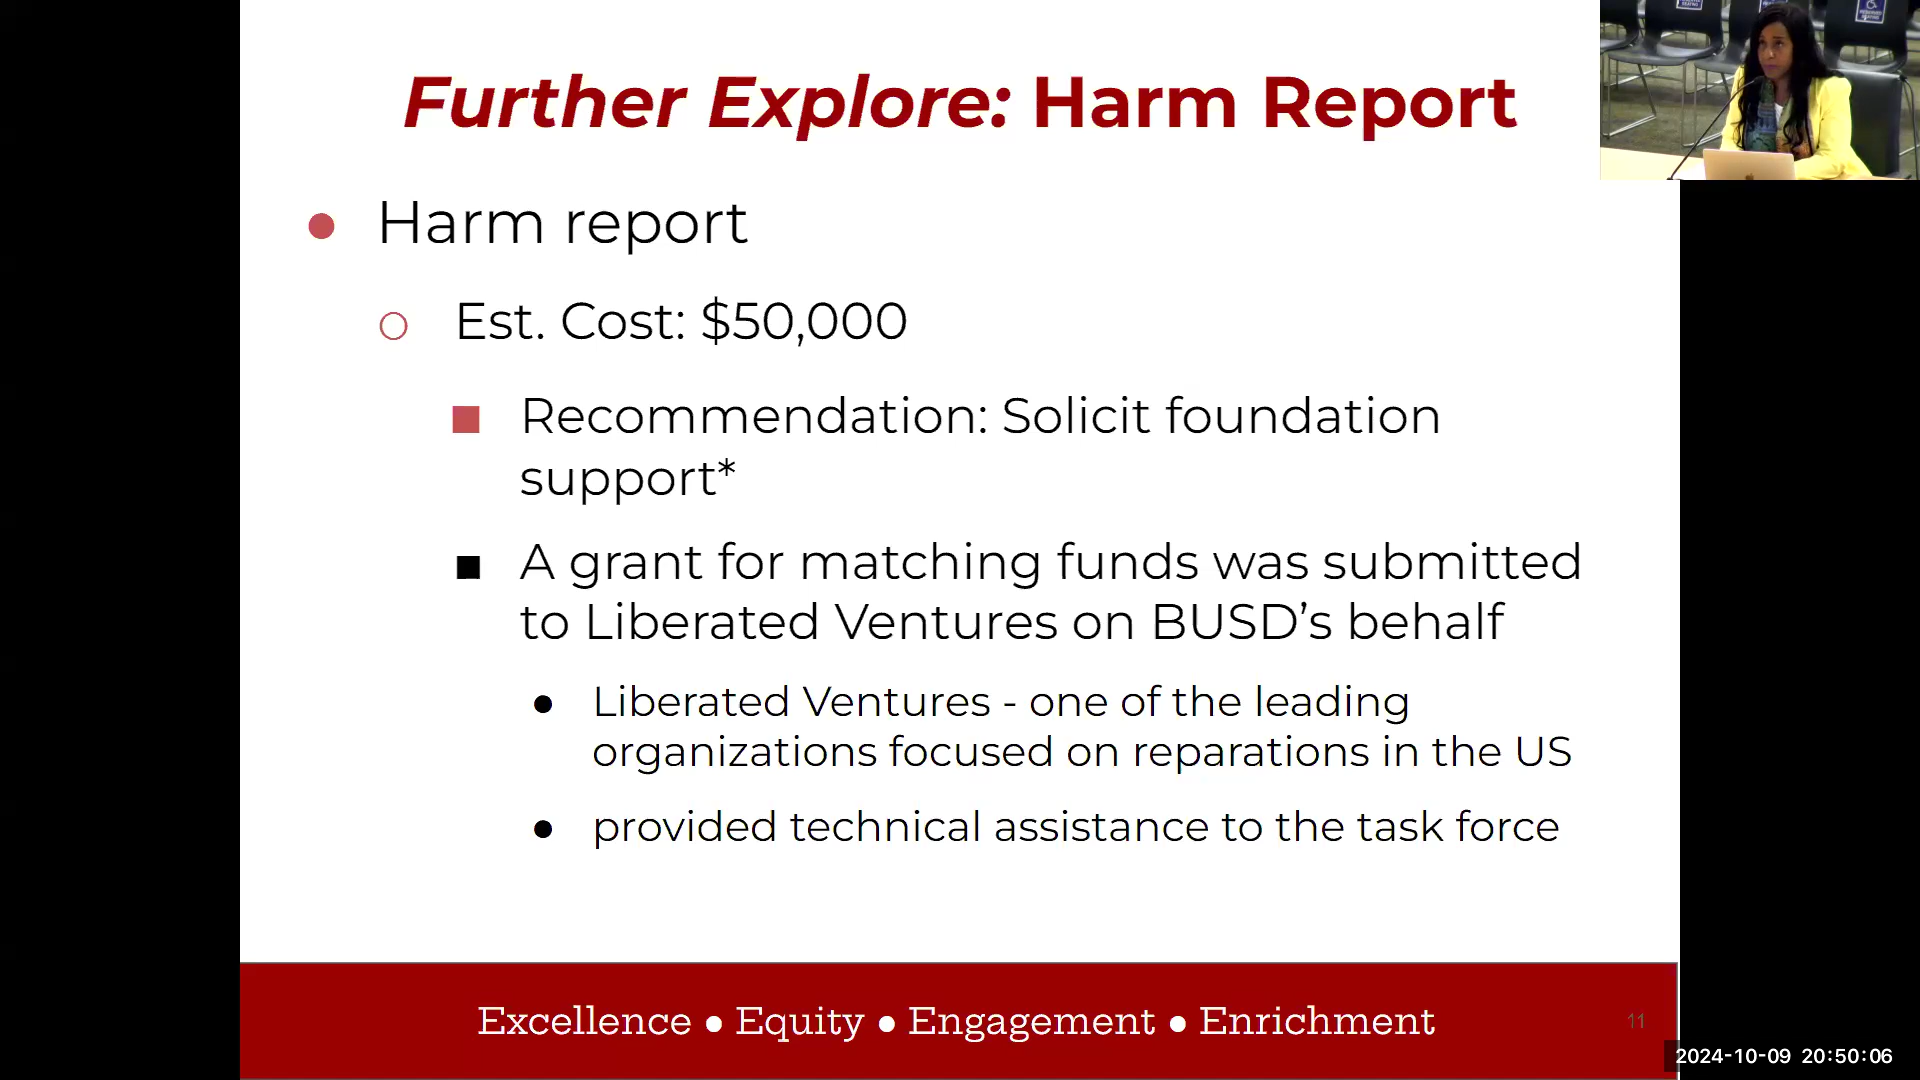 Further Explore: Harm Report
● Harm report
○ Est. Cost: $50,000
■ Recommendation: Solicit foundation
support*
■ A grant for matching funds was submitted
to Liberated Ventures on BUSD’s behalf
● Liberated Ventures - one of the leading
organizations focused on reparations in the US
● provided technical assistance to the task force
Excellence ● Equity ● Engagement ● Enrichment
11
2024-10-09 20:50:06